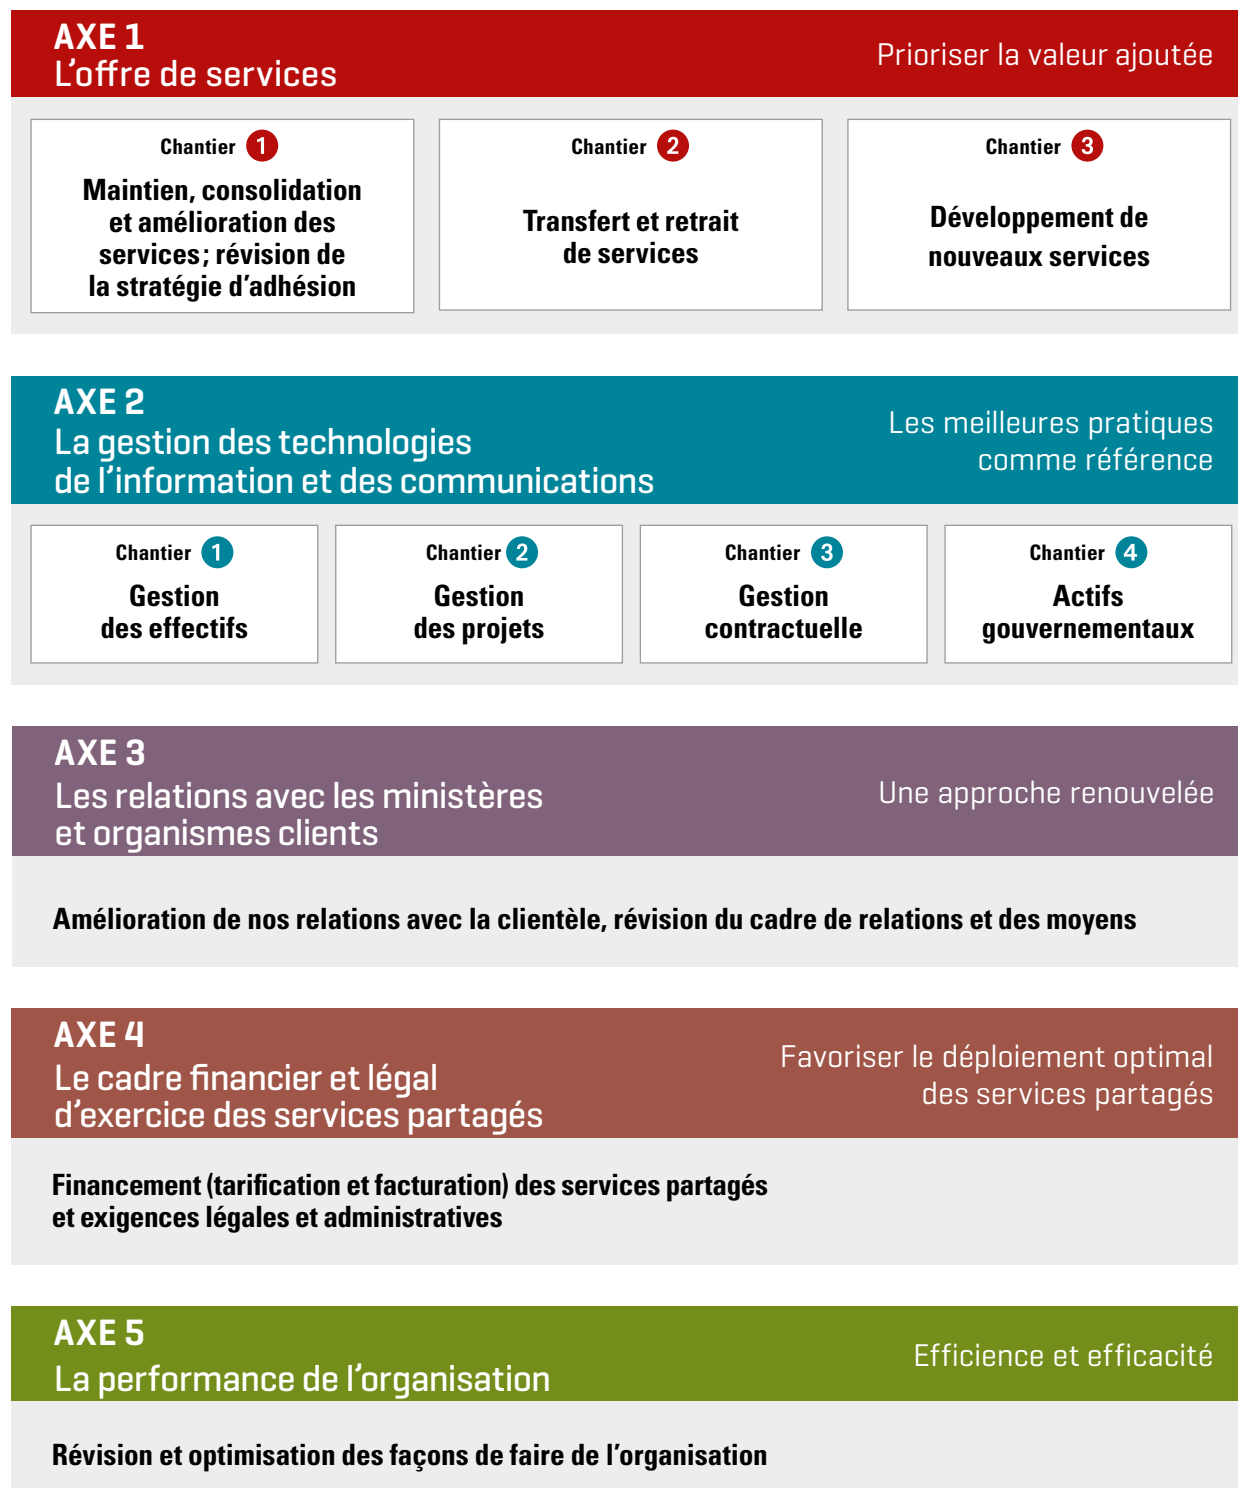 AXE 1
L'offre de services
Prioriser la valeur ajoutée
Chantier 1
Maintien, consolidation
et amélioration des
services ; révision de
la stratégie d'adhésion
Chantier 2
Transfert et retrait
de services
Chantier 3
Développement de
nouveaux services
AXE 2
La gestion des technologies
de l'information et des communications
Les meilleures pratiques
comme référence
Chantier 1
Gestion
des effectifs
Chantier 2
Gestion
des projets
Chantier 3
Gestion
contractuelle
Chantier 4
Actifs
gouvernementaux
AXE 3
Les relations avec les ministères
et organismes clients
Une approche renouvelée
Amélioration de nos relations avec la clientèle, révision du cadre de relations et des moyens
AXE 4
Le cadre financier et légal
d'exercice des services partagés
Favoriser le déploiement optimal
des services partagés
Financement (tarification et facturation) des services partagés
et exigences légales et administratives
AXE 5
La performance de l'organisation
Efficience et efficacité
Révision et optimisation des façons de faire de l'organisation